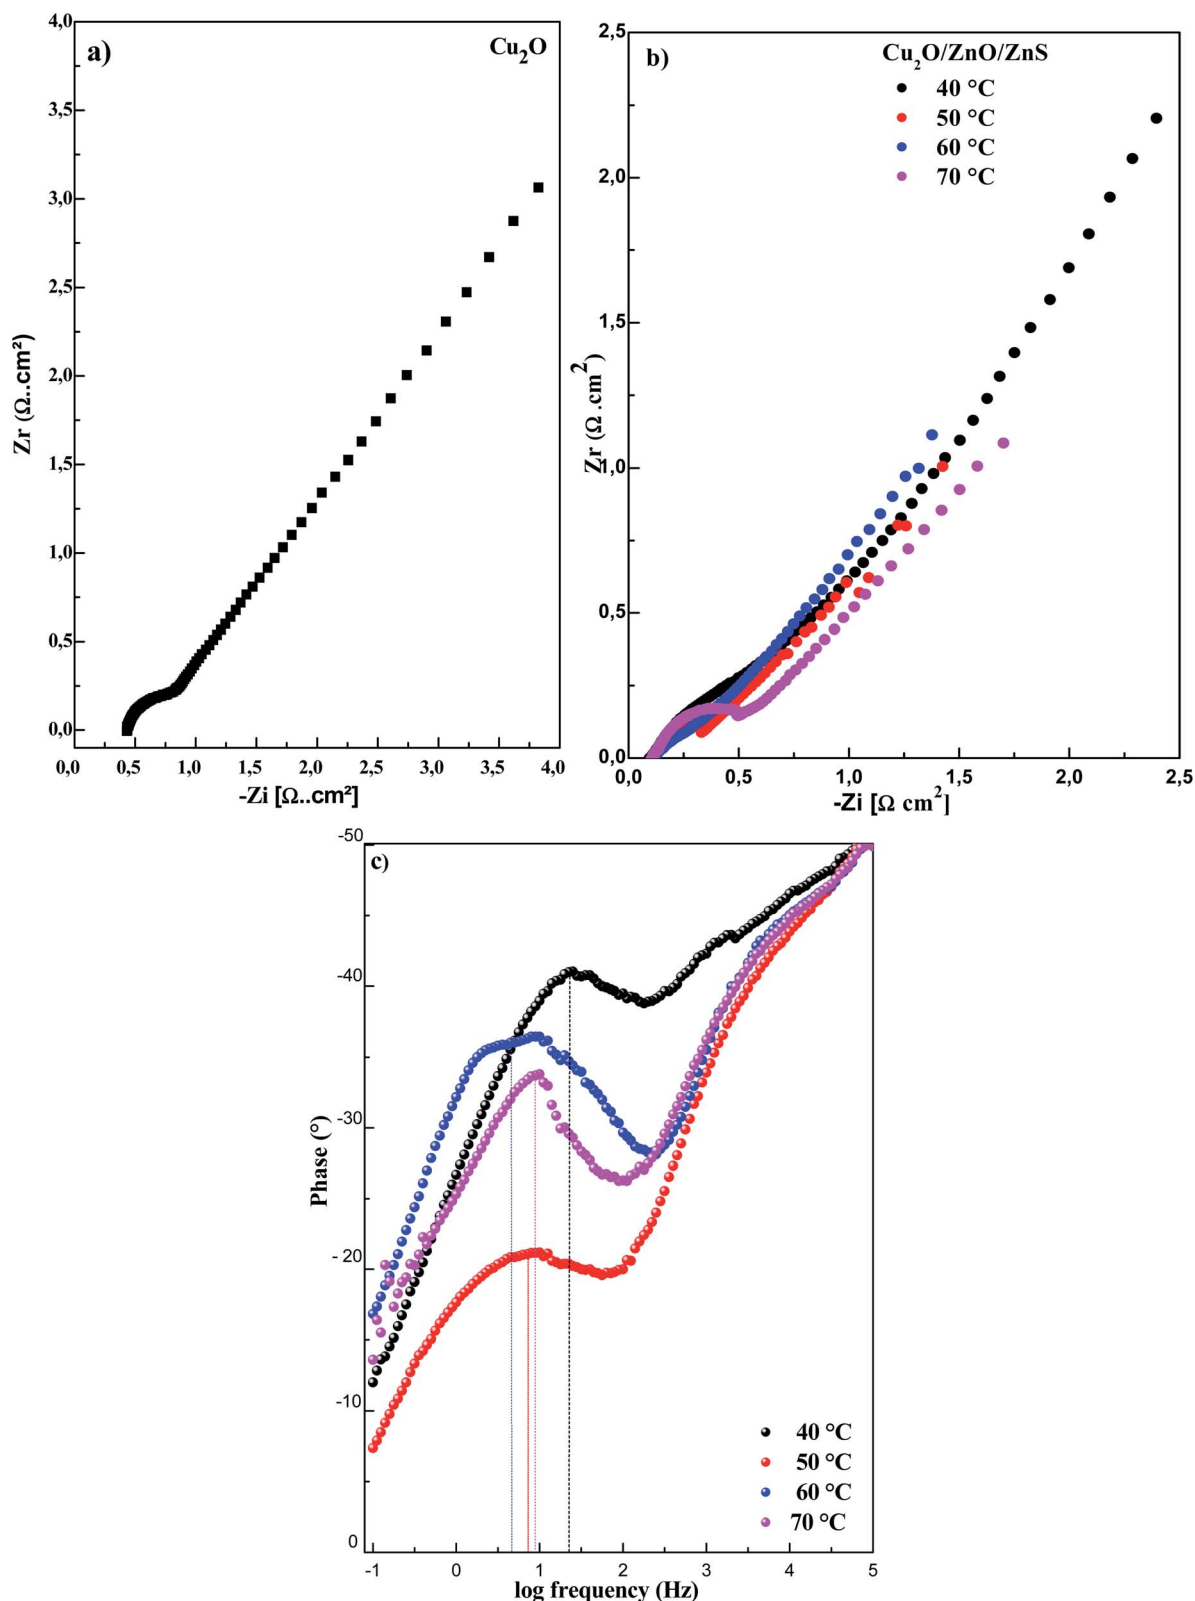 a)
Cu₂O
4,0
3,5
3,0
2,5
2,0
1,5
1,0
0,5
0,0
Zr (Ω..cm²)
0,0 0,5 1,0 1,5 2,0 2,5 3,0 3,5 4,0
-Zi [Ω..cm²]
b)
Cu₂O/ZnO/ZnS
40 °C
50 °C
60 °C
70 °C
2,5
2,0
1,5
1,0
0,5
0,0
Zr (Ω .cm²)
0,0 0,5 1,0 1,5 2,0 2,5
-Zi [Ω cm²]
c)
-50
-40
-30
-20
-10
0
Phase (°)
40 °C
50 °C
60 °C
70 °C
-1 0 1 2 3 4 5
log frequency (Hz)